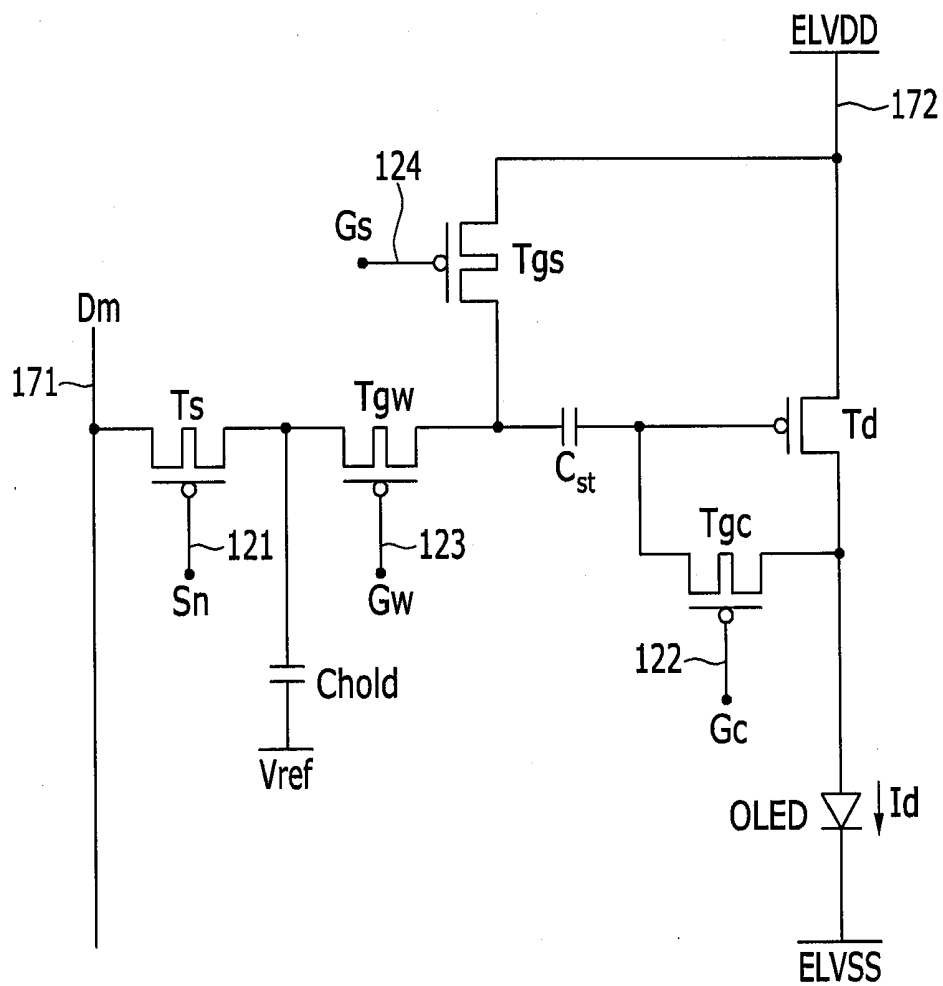 ELVDD
172
124
Gs
Tgs
Dm
171
Ts
Tgw
Td
Cst
Tgc
121
123
Sn
Gw
122
Chold
Gc
Vref
OLED
Id
ELVSS